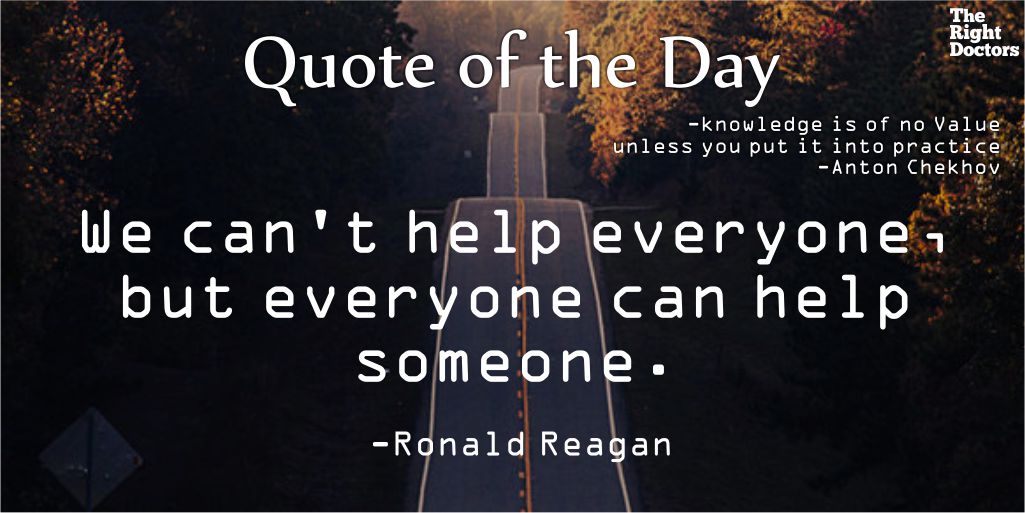 The
Right
Doctors
Quote of the Day
-knowledge is of no Value
unless you put it into practice
-Anton Chekhov
We can't help everyone,
but everyone can help
someone.
-Ronald Reagan